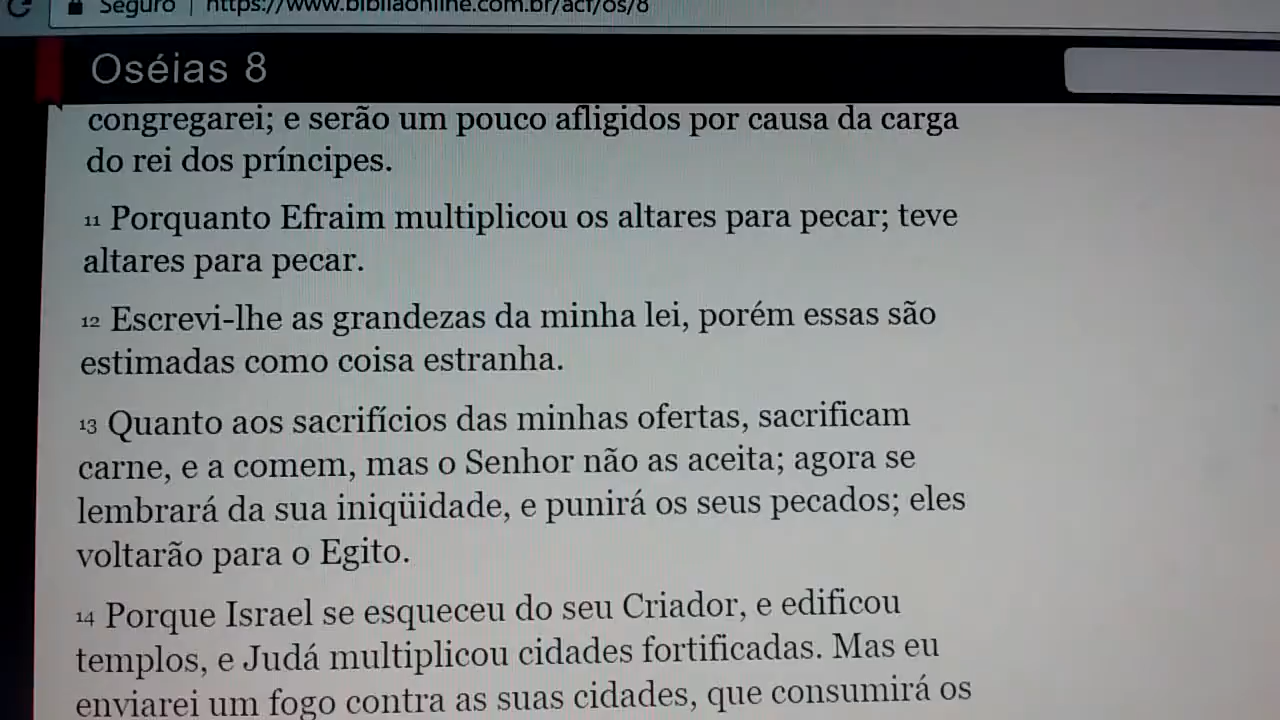 Seguro | https://www.bibliaonline.com.br/acf/os/8
Oséias 8
congregarei; e serão um pouco afligidos por causa da carga
do rei dos príncipes.
11 Porquanto Efraim multiplicou os altares para pecar; teve
altares para pecar.
12 Escrevi-lhe as grandezas da minha lei, porém essas são
estimadas como coisa estranha.
13 Quanto aos sacrifícios das minhas ofertas, sacrificam
carne, e a comem, mas o Senhor não as aceita; agora se
lembrará da sua iniqüidade, e punirá os seus pecados; eles
voltarão para o Egito.
14 Porque Israel se esqueceu do seu Criador, e edificou
templos, e Judá multiplicou cidades fortificadas. Mas eu
enviarei um fogo contra as suas cidades, que consumirá os